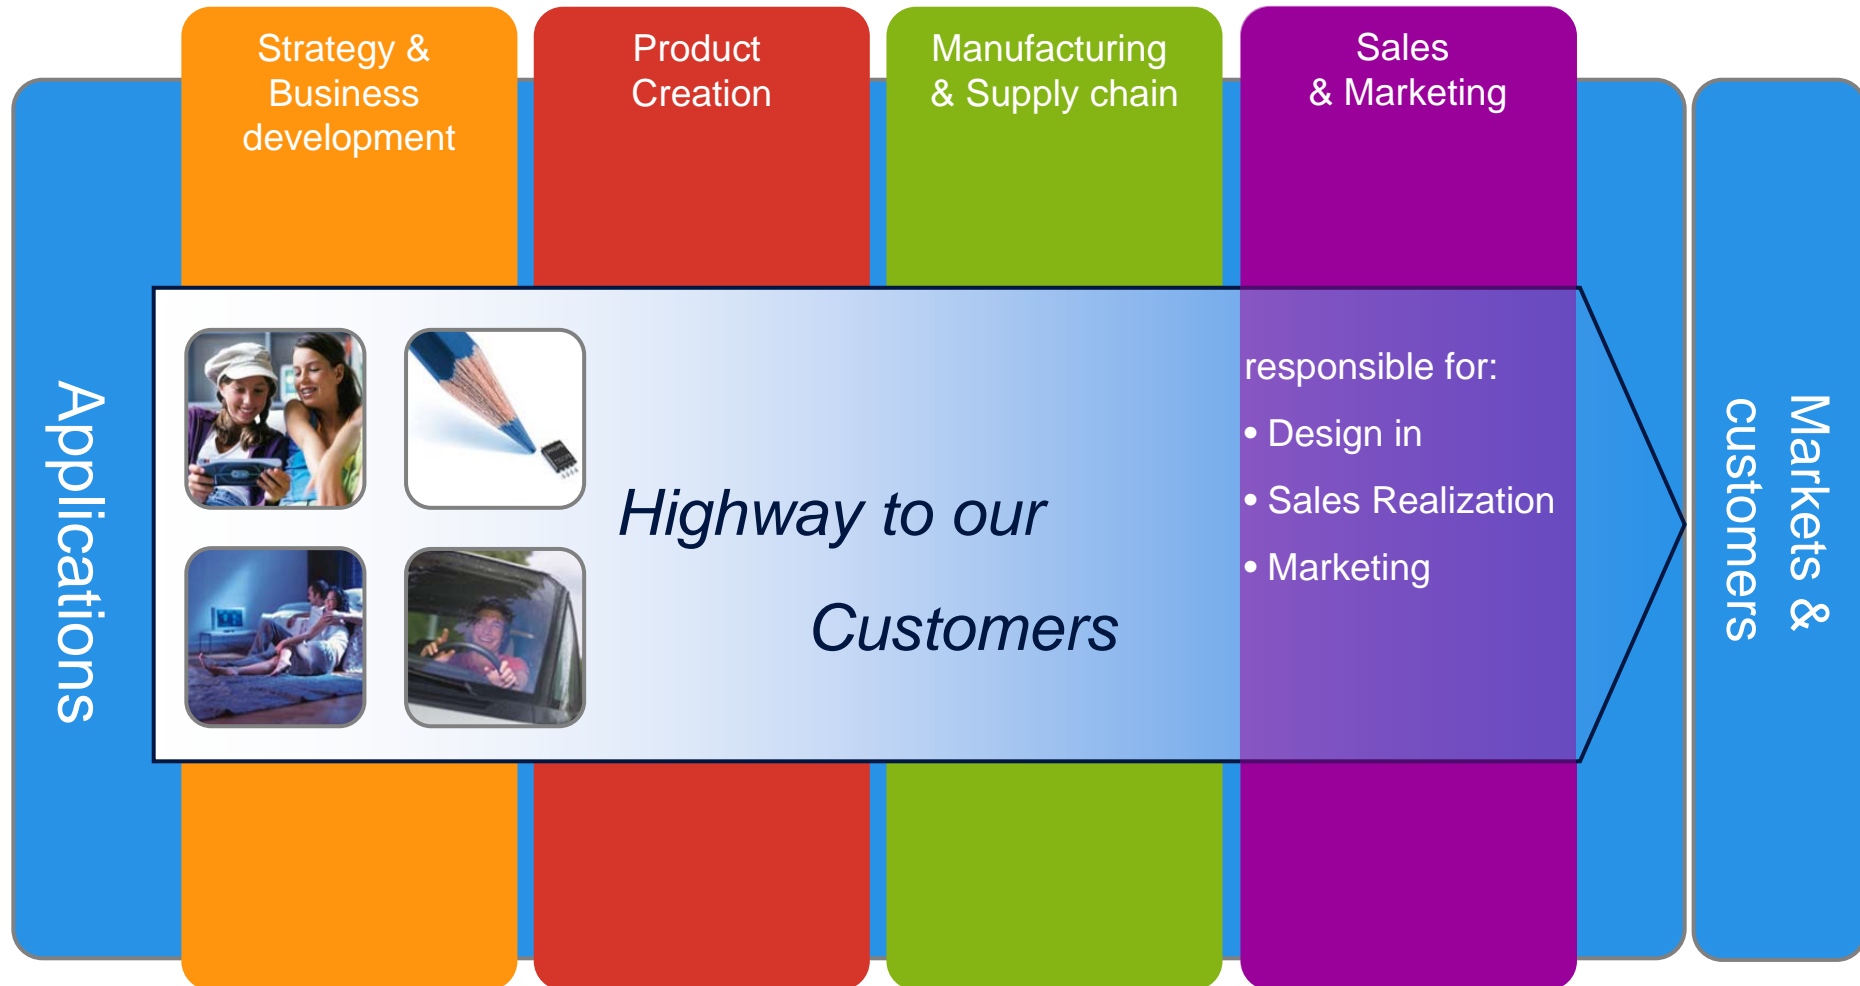 Strategy &
Business
development
Product
Creation
Manufacturing
& Supply chain
Sales
& Marketing
Applications
Highway to our
Customers
responsible for:
• Design in
• Sales Realization
• Marketing
Markets &
customers